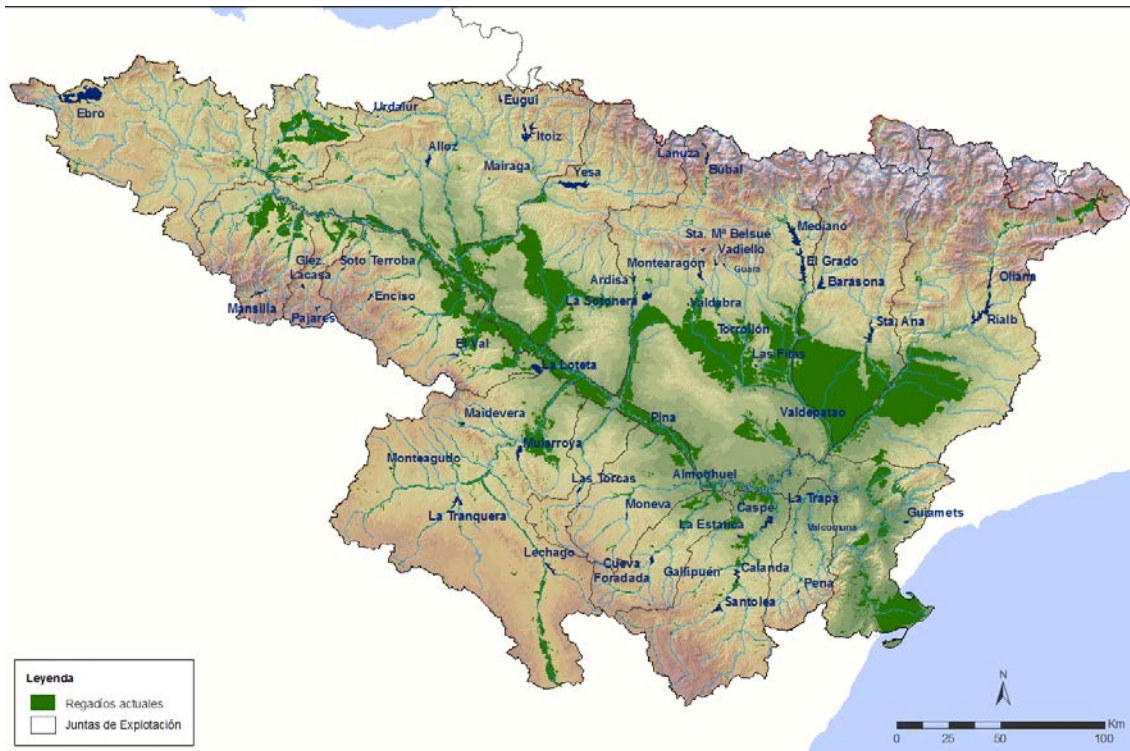 Ebro
Urdalur
Eugui
Itoiz
Alloz
Mairaga
Yesa
Lanuza
Búbal
Mediano
Sta. Mª Belsué
Vadiello
Guara
Montearagón
El Grado
Ardisa
Barasona
Oliana
Glez.
Lacasa
Soto Terroba
Enciso
Mansilla
Pajares
La Sotonera
Valdabra
Torrollón
Sta. Ana
Rialb
El Val
Las Fitas
La Loteta
Maidevera
Pina
Valdepatao
Mularroya
Monteagudo
Las Torcas
Almochuel
La Tranquera
Moneva
Caspe
La Trapa
La Estanca
Valcomuna
Guiamets
Lechago
Cueva
Foradada
Gallipuén
Calanda
Pena
Santolea
Leyenda
Regadíos actuales
Juntas de Explotación
N
Km
0 25 50 100